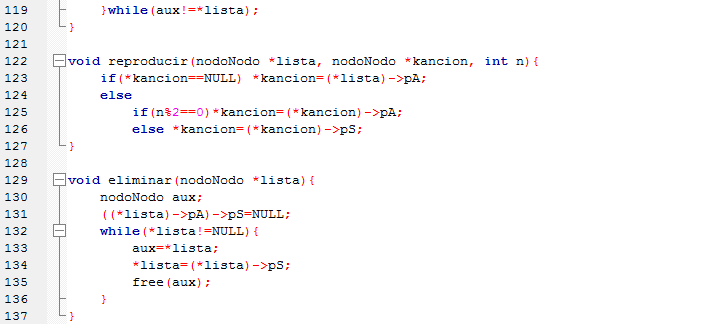 119 }while(aux!=*lista);
120 }
121
122 void reproducir(nodoNodo *lista, nodoNodo *kancion, int n){
123 if(*kancion==NULL) *kancion=(*lista)->pA;
124 else
125 if(n%2==0)*kancion=(*kancion)->pA;
126 else *kancion=(*kancion)->pS;
127 }
128
129 void eliminar(nodoNodo *lista){
130 nodoNodo aux;
131 ((*lista)->pA)->pS=NULL;
132 while(*lista!=NULL){
133 aux=*lista;
134 *lista=(*lista)->pS;
135 free(aux);
136 }
137 }